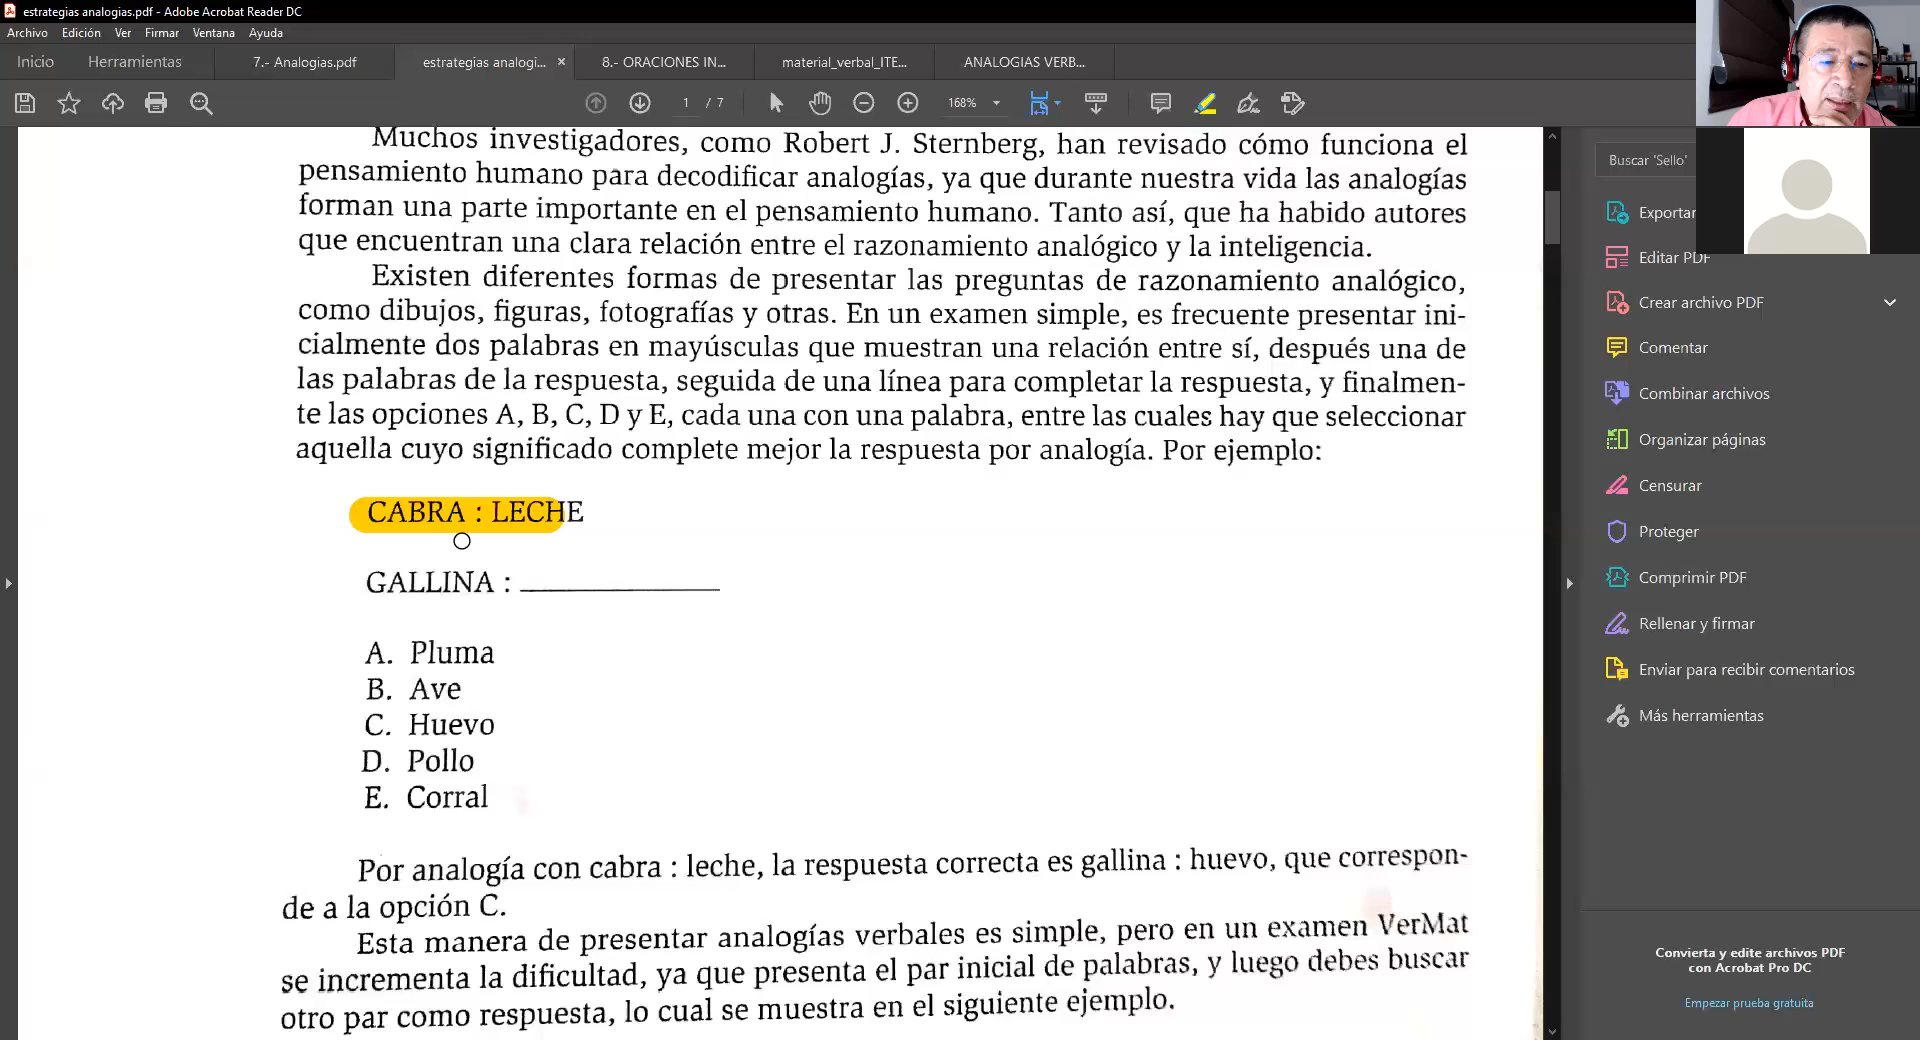 estrategias analogias.pdf - Adobe Acrobat Reader DC
Archivo Edición Ver Firmar Ventana Ayuda
Inicio Herramientas 7.- Analogias.pdf estrategias analogi... × 8.- ORACIONES IN... material_verbal_ITE... ANALOGIAS VERB...
1 / 7 168%
Muchos investigadores, como Robert J. Sternberg, han revisado cómo funciona el
pensamiento humano para decodificar analogías, ya que durante nuestra vida las analogías
forman una parte importante en el pensamiento humano. Tanto así, que ha habido autores
que encuentran una clara relación entre el razonamiento analógico y la inteligencia.
Existen diferentes formas de presentar las preguntas de razonamiento analógico,
como dibujos, figuras, fotografías y otras. En un examen simple, es frecuente presentar ini-
cialmente dos palabras en mayúsculas que muestran una relación entre sí, después una de
las palabras de la respuesta, seguida de una línea para completar la respuesta, y finalmen-
te las opciones A, B, C, D y E, cada una con una palabra, entre las cuales hay que seleccionar
aquella cuyo significado complete mejor la respuesta por analogía. Por ejemplo:
CABRA : LECHE
GALLINA : ______________
A. Pluma
B. Ave
C. Huevo
D. Pollo
E. Corral
Por analogía con cabra : leche, la respuesta correcta es gallina : huevo, que correspon-
de a la opción C.
Esta manera de presentar analogías verbales es simple, pero en un examen VerMat
se incrementa la dificultad, ya que presenta el par inicial de palabras, y luego debes buscar
otro par como respuesta, lo cual se muestra en el siguiente ejemplo.
Buscar 'Sello'
Exportar
Editar PDF
Crear archivo PDF
Comentar
Combinar archivos
Organizar páginas
Censurar
Proteger
Comprimir PDF
Rellenar y firmar
Enviar para recibir comentarios
Más herramientas
Convierta y edite archivos PDF
con Acrobat Pro DC
Empezar prueba gratuita